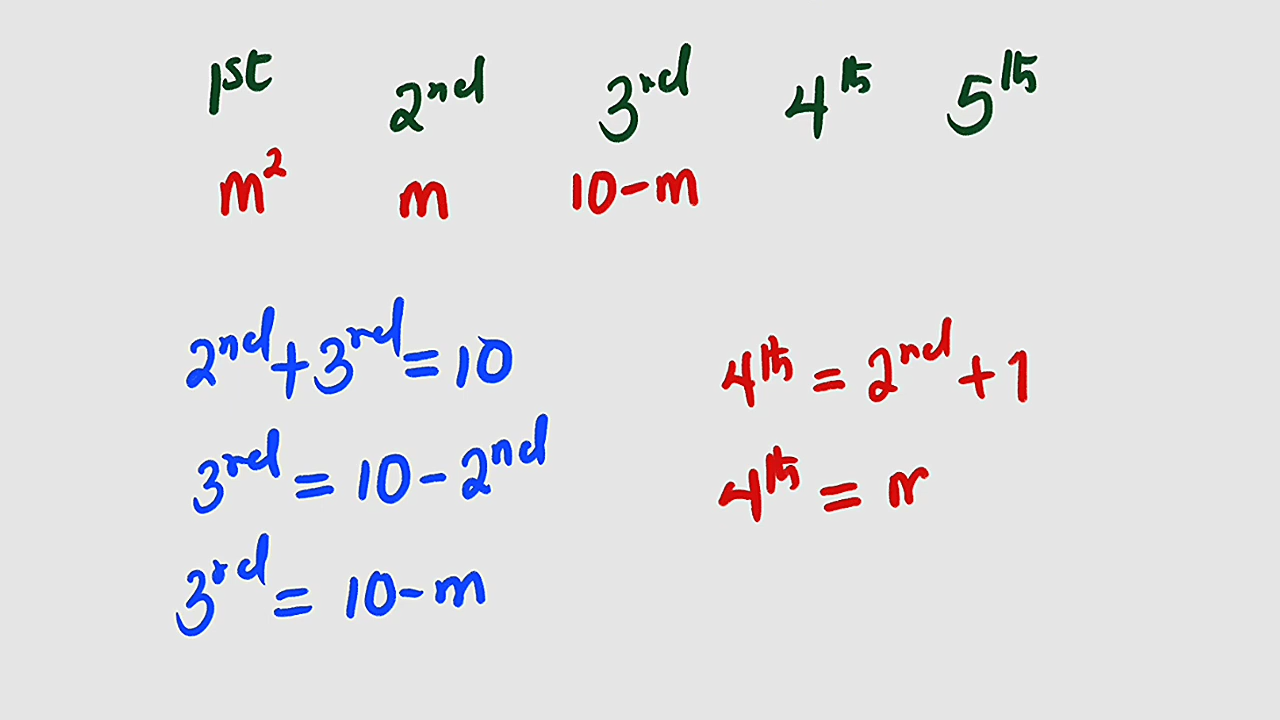 1st 2nd 3rd 4th 5th
m² m 10-m
2nd+3rd=10
3rd=10-2nd
3rd=10-m
4th=2nd+1
4th=